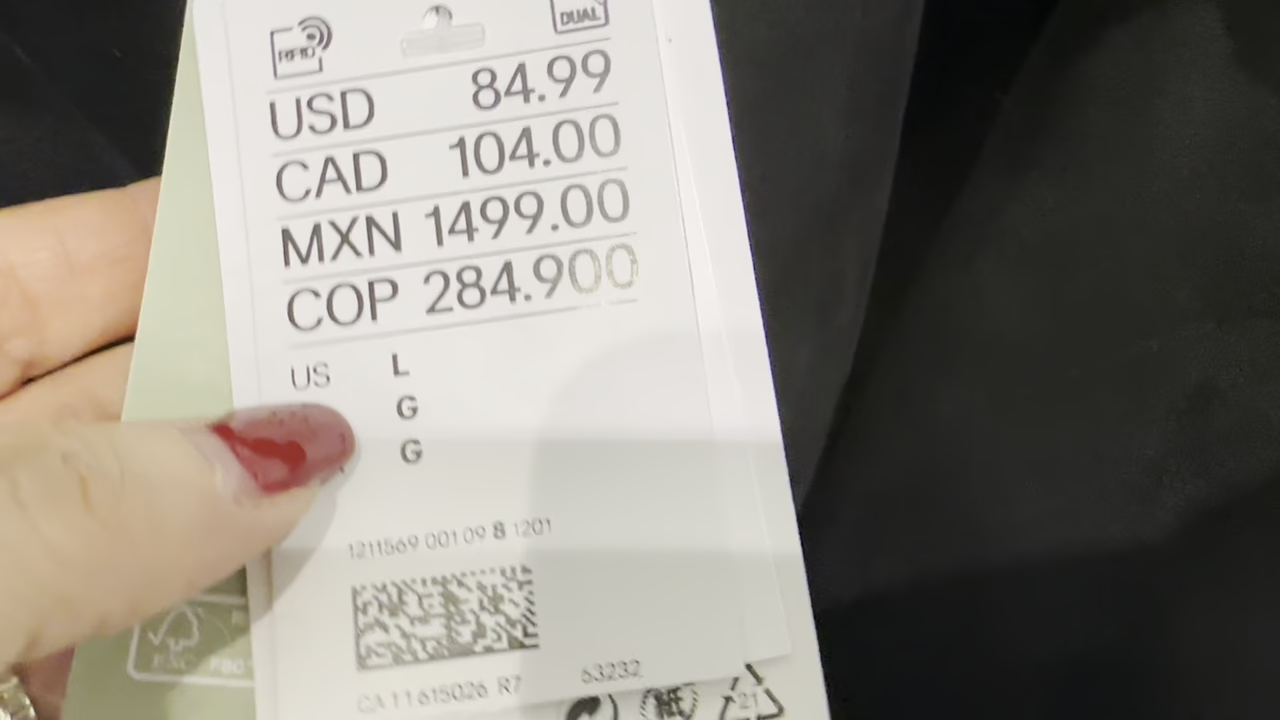 RFID
DUAL
USD 84.99
CAD 104.00
MXN 1499.00
COP 284.900
US L
G
G
1211569 001 09 8 1201
CA 11615026 R7
63232
紙
21
FSC